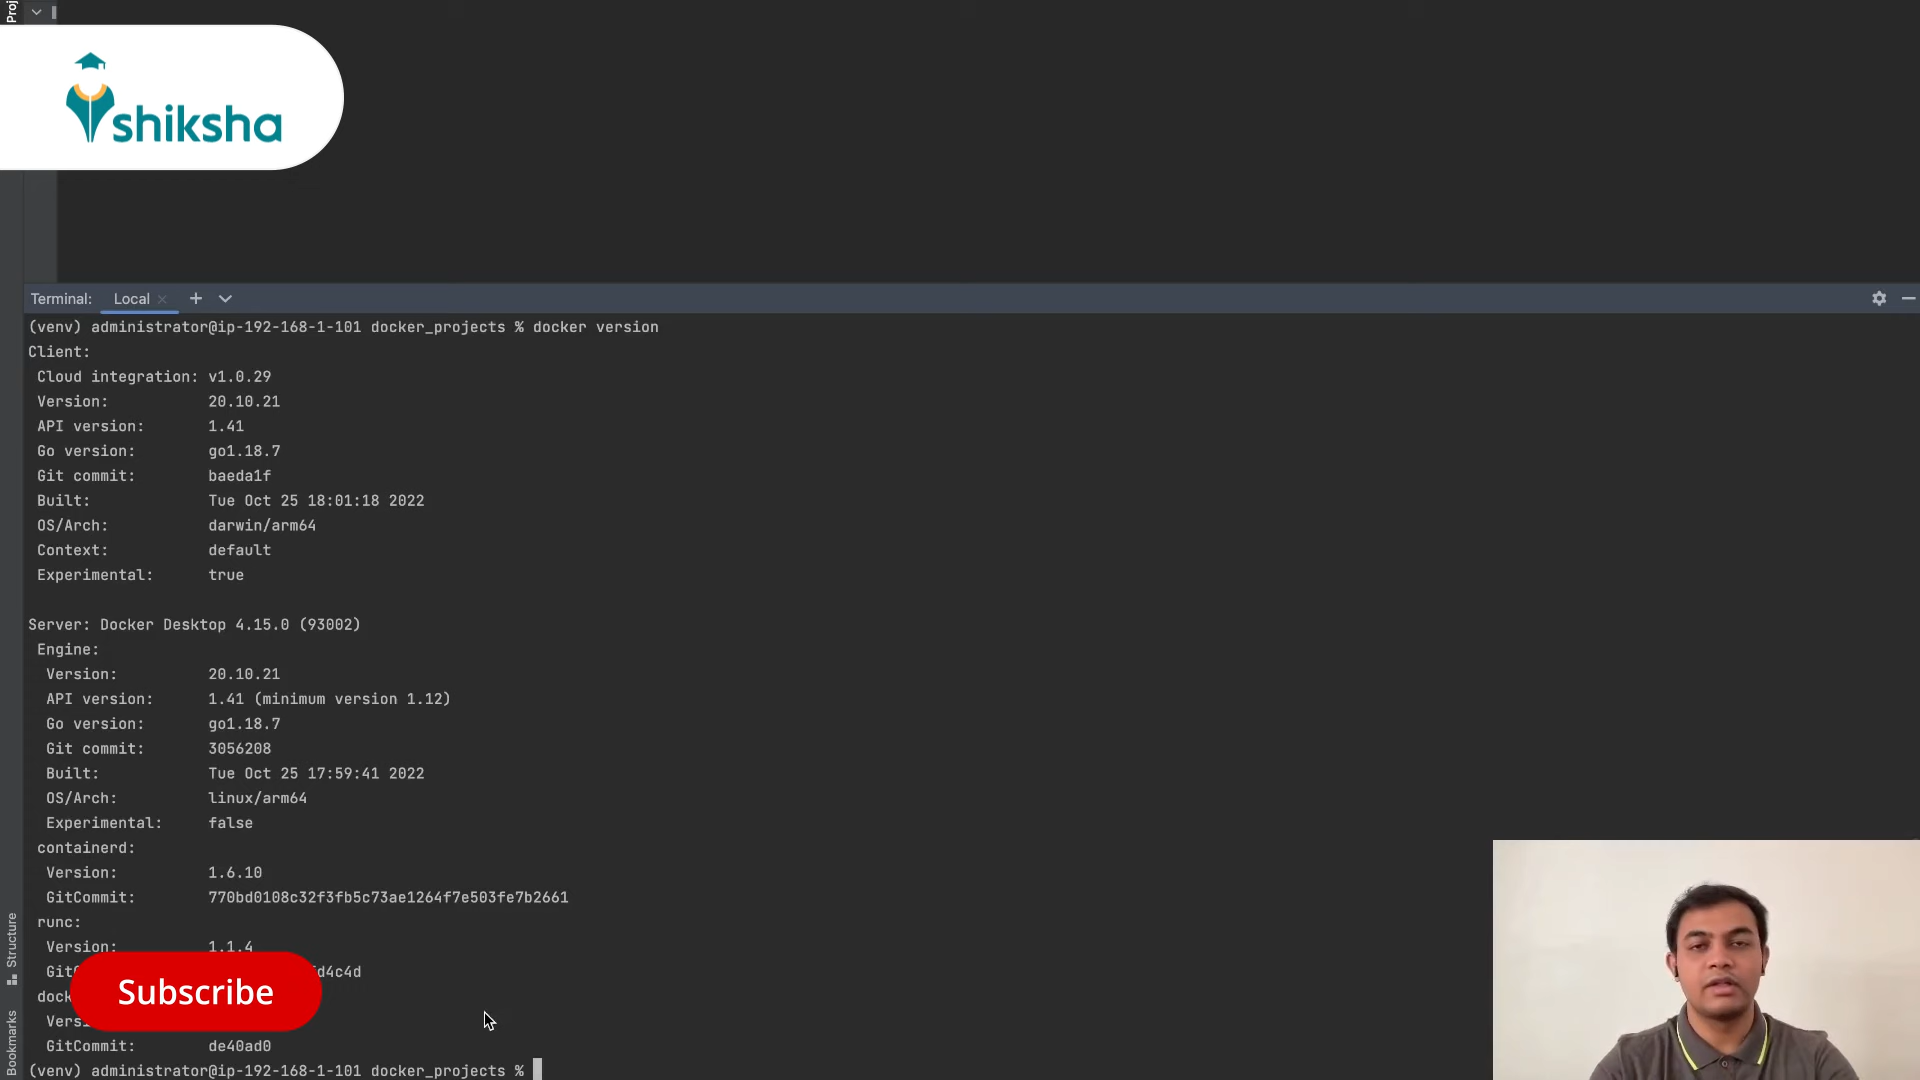 Proj
shiksha
Terminal: Local
(venv) administrator@ip-192-168-1-101 docker_projects % docker version
Client:
Cloud integration: v1.0.29
Version: 20.10.21
API version: 1.41
Go version: go1.18.7
Git commit: baeda1f
Built: Tue Oct 25 18:01:18 2022
OS/Arch: darwin/arm64
Context: default
Experimental: true
Server: Docker Desktop 4.15.0 (93002)
Engine:
Version: 20.10.21
API version: 1.41 (minimum version 1.12)
Go version: go1.18.7
Git commit: 3056208
Built: Tue Oct 25 17:59:41 2022
OS/Arch: linux/arm64
Experimental: false
containerd:
Version: 1.6.10
GitCommit: 770bd0108c32f3fb5c73ae1264f7e503fe7b2661
runc:
Version: 1.1.4
d4c4d
Subscribe
GitCommit: de40ad0
(venv) administrator@ip-192-168-1-101 docker_projects %
Structure
Bookmarks